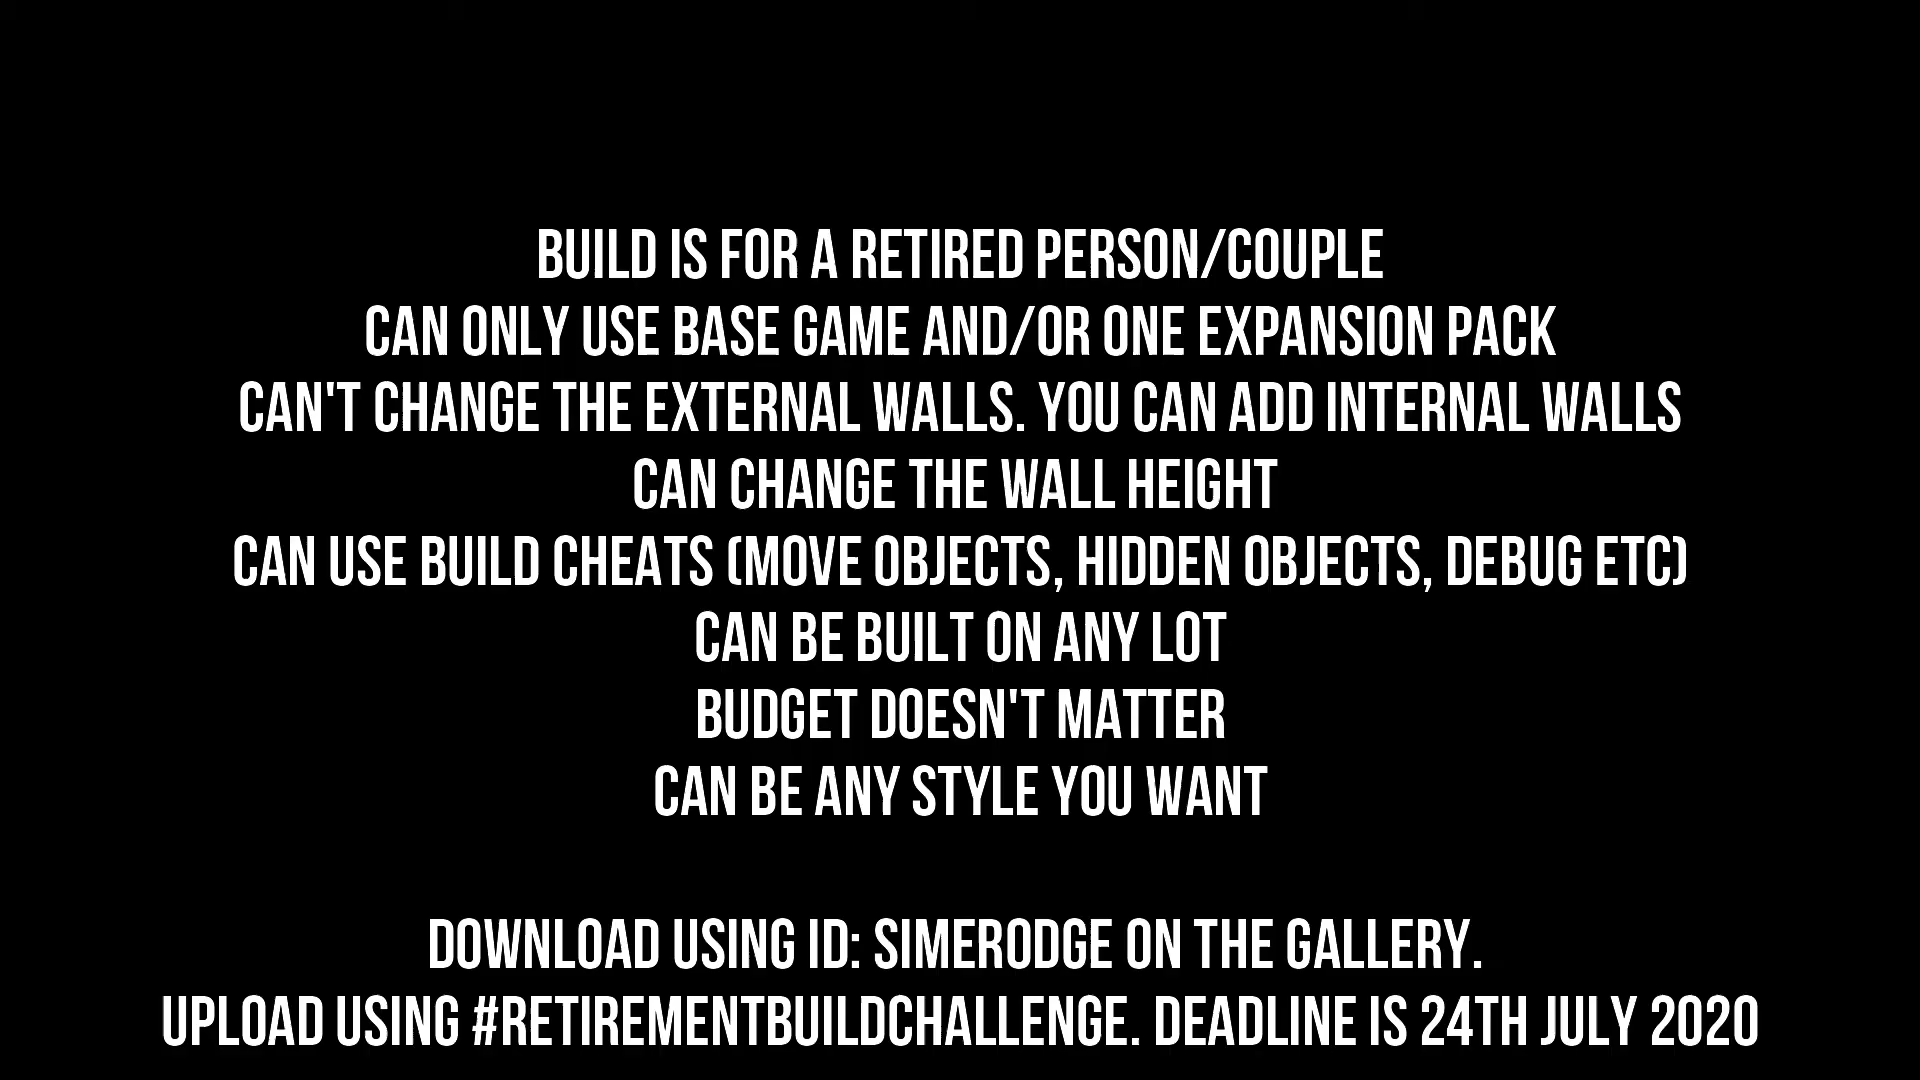 BUILD IS FOR A RETIRED PERSON/COUPLE
CAN ONLY USE BASE GAME AND/OR ONE EXPANSION PACK
CAN'T CHANGE THE EXTERNAL WALLS. YOU CAN ADD INTERNAL WALLS
CAN CHANGE THE WALL HEIGHT
CAN USE BUILD CHEATS (MOVE OBJECTS, HIDDEN OBJECTS, DEBUG ETC)
CAN BE BUILT ON ANY LOT
BUDGET DOESN'T MATTER
CAN BE ANY STYLE YOU WANT
DOWNLOAD USING ID: SIMERODGE ON THE GALLERY.
UPLOAD USING #RETIREMENTBUILDCHALLENGE. DEADLINE IS 24TH JULY 2020